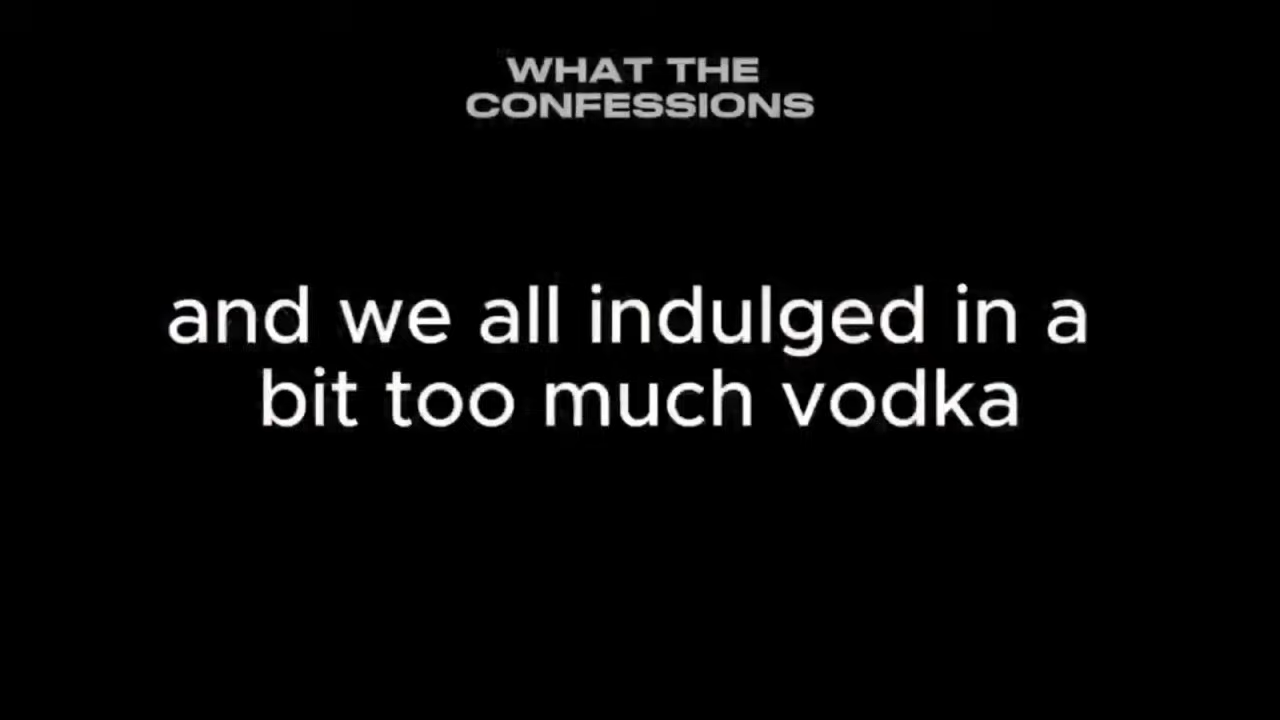 WHAT THE
CONFESSIONS
and we all indulged in a
bit too much vodka